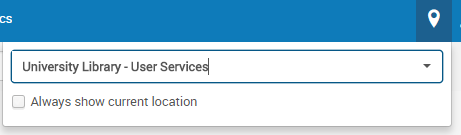 cs
University Library - User Services
Always show current location